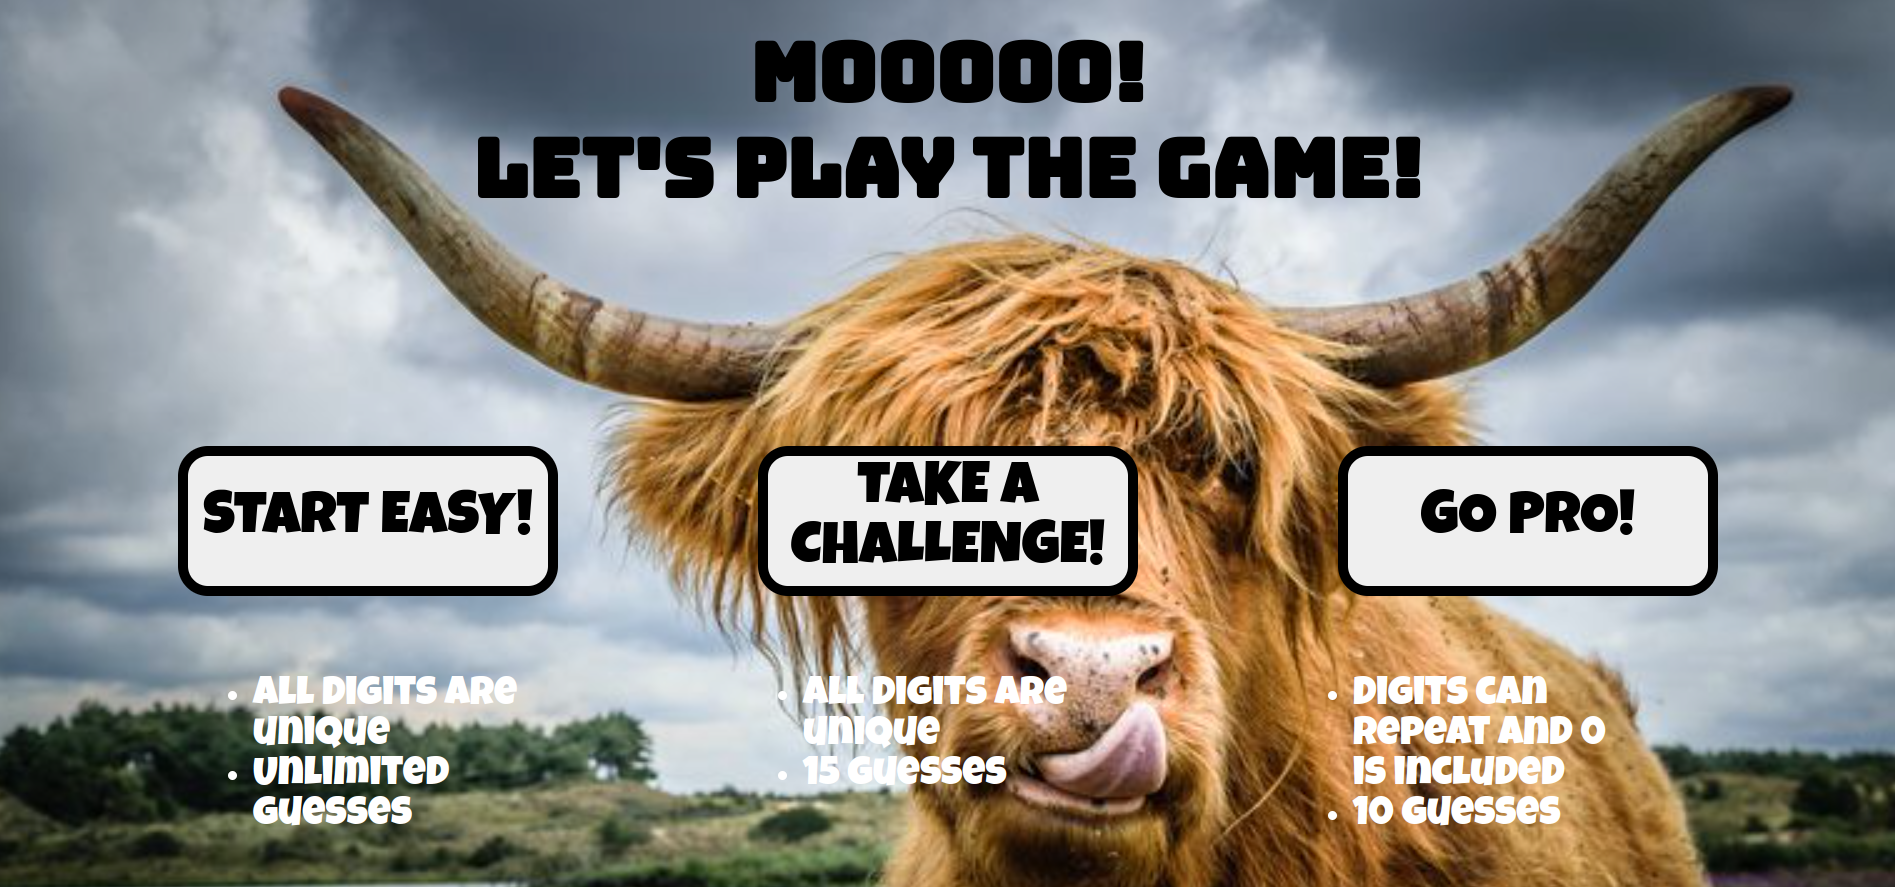 MOOOOO!
LET'S PLAY THE GAME!
START EASY!
TAKE A
CHALLENGE!
GO PRO!
ALL DIGITS ARE
UNIQUE
UNLIMITED
GUESSES
ALL DIGITS ARE
UNIQUE
15 GUESSES
DIGITS CAN
REPEAT AND 0
IS INCLUDED
10 GUESSES